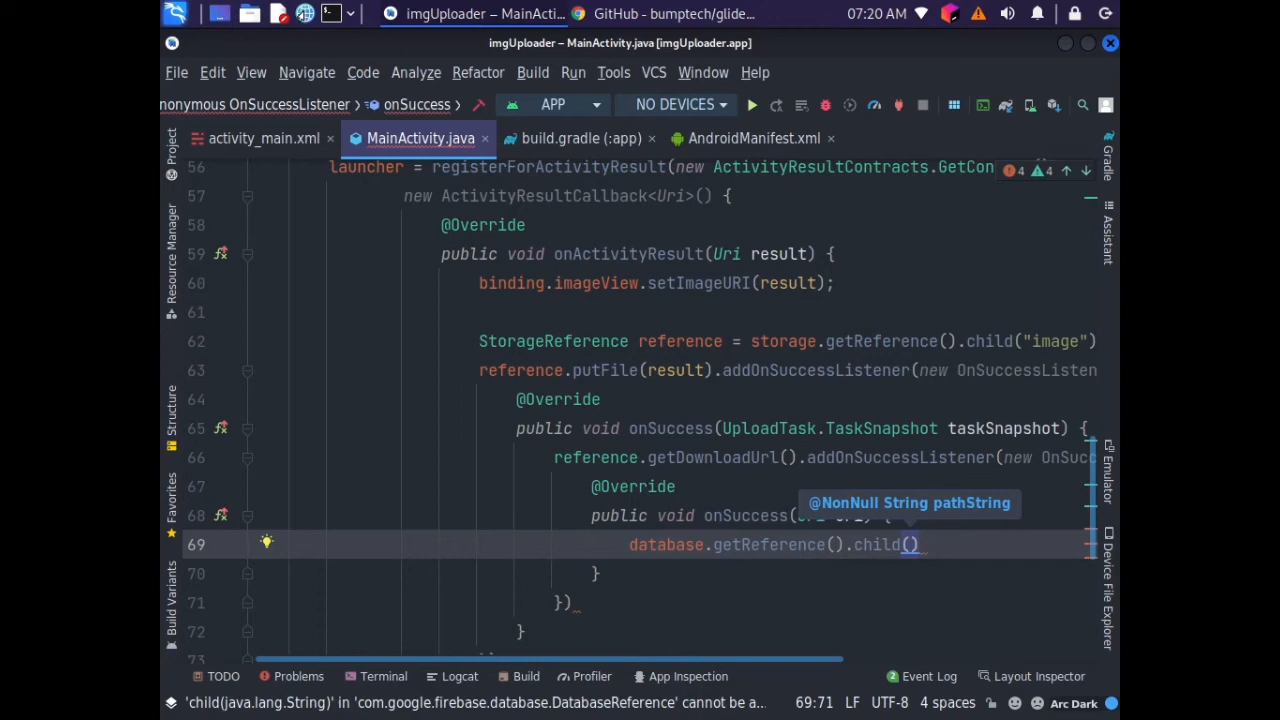 imgUploader – MainActi...
GitHub - bumptech/glide...
07:20 AM
imgUploader – MainActivity.java [imgUploader.app]
File Edit View Navigate Code Analyze Refactor Build Run Tools VCS Window Help
nonymous OnSuccessListener onSuccess APP NO DEVICES
activity_main.xml MainActivity.java build.gradle (:app) AndroidManifest.xml
56 launcher = registerForActivityResult(new ActivityResultContracts.GetCon
4 4
57 new ActivityResultCallback<Uri>() {
58 @Override
59 public void onActivityResult(Uri result) {
60 binding.imageView.setImageURI(result);
61
62 StorageReference reference = storage.getReference().child("image")
63 reference.putFile(result).addOnSuccessListener(new OnSuccessListen
64 @Override
65 public void onSuccess(UploadTask.TaskSnapshot taskSnapshot) {
66 reference.getDownloadUrl().addOnSuccessListener(new OnSucc
67 @Override
@NonNull String pathString
68 public void onSuccess(Uri uri) {
69 database.getReference().child()
70 }
71 })
72 }
73
Project
Resource Manager
Structure
Favorites
Build Variants
Gradle
Assistant
Emulator
Device File Explorer
TODO Problems Terminal Logcat Build Profiler App Inspection 2 Event Log Layout Inspector
'child(java.lang.String)' in 'com.google.firebase.database.DatabaseReference' cannot be a... 69:71 LF UTF-8 4 spaces Arc Dark